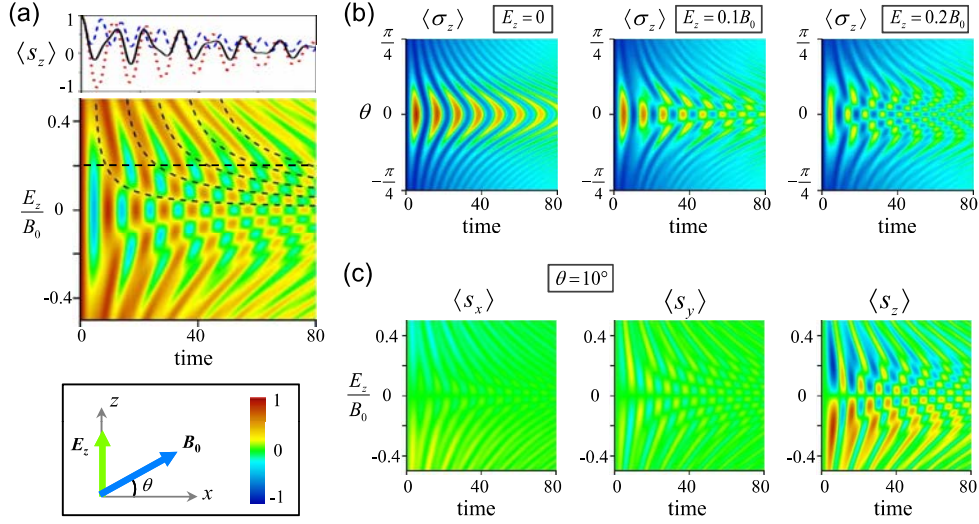 (a)
⟨s_z⟩
1
0
-1
0.4
E_z
B_0
0
-0.4
0
40
80
time
z
E_z
B_0
θ
x
1
0
-1
(b)
⟨σ_z⟩ E_z = 0
⟨σ_z⟩ E_z = 0.1B_0
⟨σ_z⟩ E_z = 0.2B_0
π
4
θ 0
-π
4
0 40 80
time
π
4
0
-π
4
0 40 80
time
π
4
0
-π
4
0 40 80
time
(c)
θ = 10°
⟨s_x⟩ ⟨s_y⟩ ⟨s_z⟩
0.4
E_z
B_0
0
-0.4
0 40 80
time
0.4
0
-0.4
0 40 80
time
0.4
0
-0.4
0 40 80
time